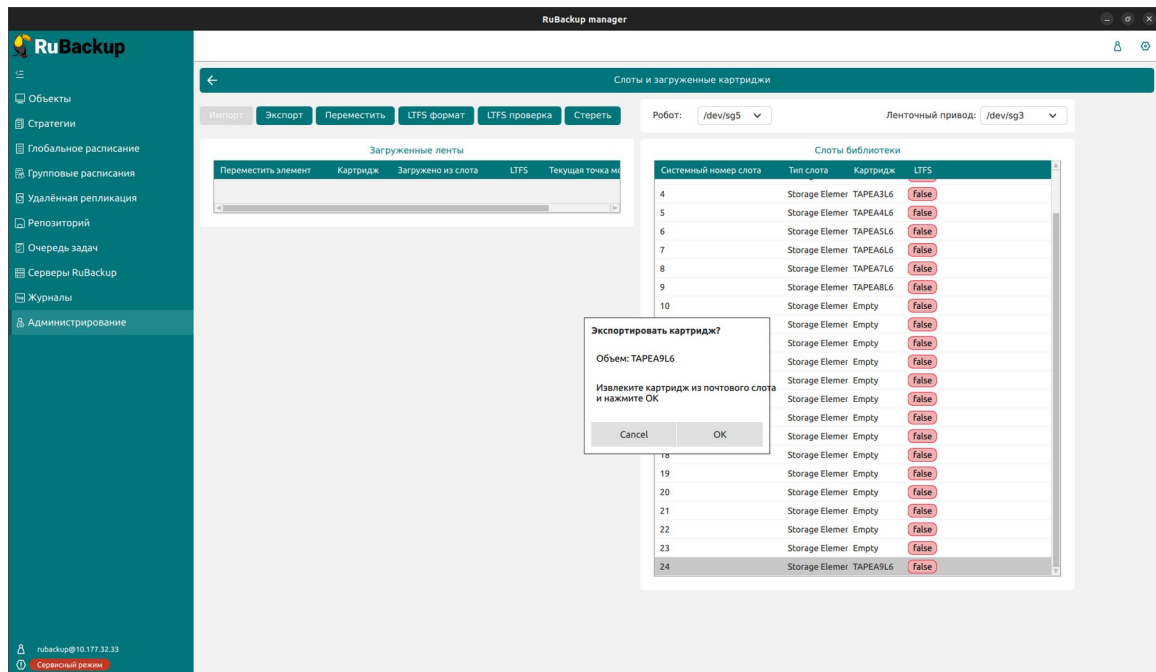 RuBackup manager
RuBackup
Объекты
Стратегии
Глобальное расписание
Групповые расписания
Удалённая репликация
Репозиторий
Очередь задач
Серверы RuBackup
Журналы
Администрирование
rubackup@10.177.32.33
Сервисный режим
Слоты и загруженные картриджи
Импорт Экспорт Переместить LTFS формат LTFS проверка Стереть
Робот: /dev/sg5 Ленточный привод: /dev/sg3
Загруженные ленты
Переместить элемент Картридж Загружено из слота LTFS Текущая точка мо
Слоты библиотеки
Системный номер слота Тип слота Картридж LTFS
4 Storage Elemer TAPEA3L6 false
5 Storage Elemer TAPEA4L6 false
6 Storage Elemer TAPEA5L6 false
7 Storage Elemer TAPEA6L6 false
8 Storage Elemer TAPEA7L6 false
9 Storage Elemer TAPEA8L6 false
10 Storage Elemer Empty false
Storage Elemer Empty false
Storage Elemer Empty false
Storage Elemer Empty false
Storage Elemer Empty false
Storage Elemer Empty false
Storage Elemer Empty false
Storage Elemer Empty false
18 Storage Elemer Empty false
19 Storage Elemer Empty false
20 Storage Elemer Empty false
21 Storage Elemer Empty false
22 Storage Elemer Empty false
23 Storage Elemer Empty false
24 Storage Elemer TAPEA9L6 false
Экспортировать картридж?
Объем: TAPEA9L6
Извлеките картридж из почтового слота
и нажмите OK
Cancel OK